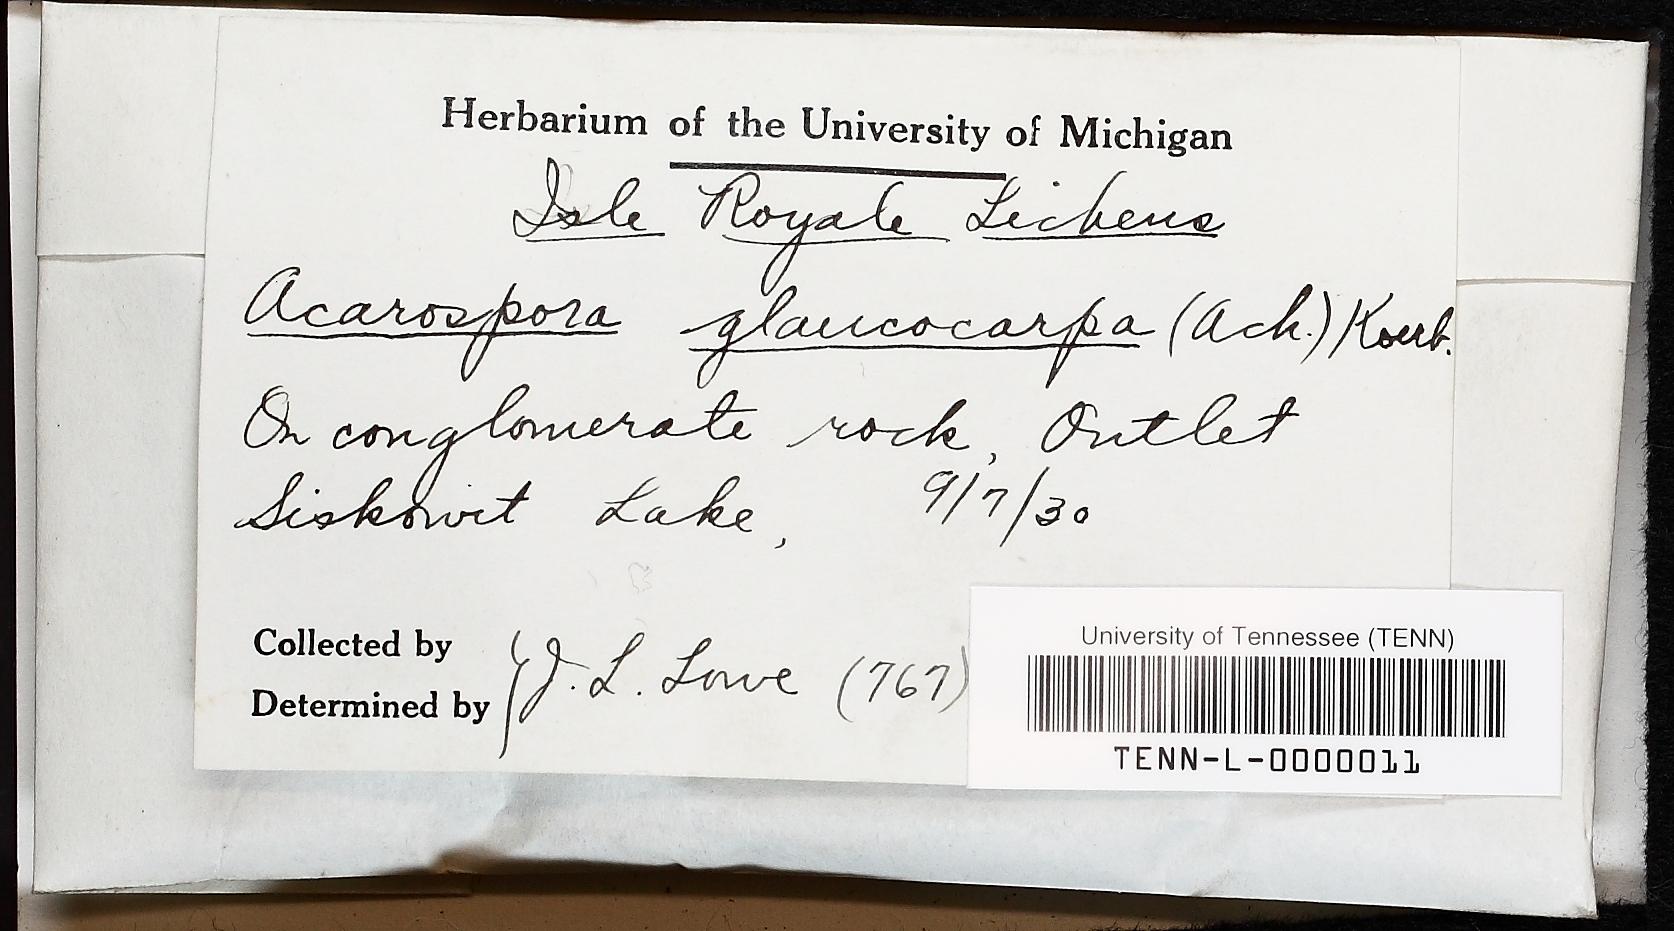 Herbarium of the University of Michigan
Isle Royale Lichens
Acarospora glaucocarpa (Ach.) Koerb.
On conglomerate rock, Outlet
Siskowit Lake, 9/7/30
Collected by
Determined by J. L. Lowe (767)
University of Tennessee (TENN)
TENN-L-0000011